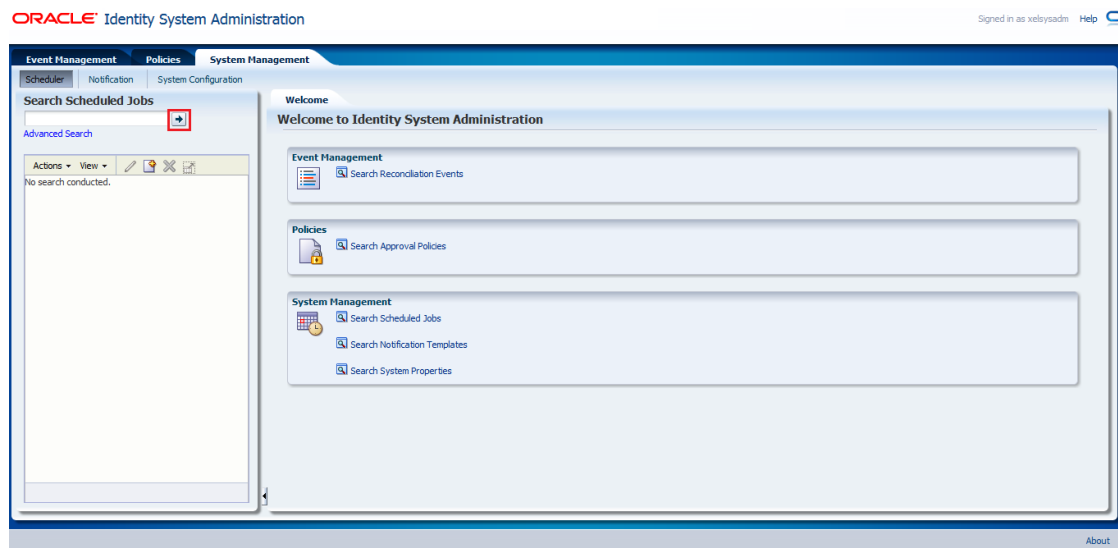 ORACLE Identity System Administration
Signed in as xelsysadm Help
Event Management Policies System Management
Scheduler Notification System Configuration
Search Scheduled Jobs
Advanced Search
Actions View
No search conducted.
Welcome
Welcome to Identity System Administration
Event Management
Search Reconciliation Events
Policies
Search Approval Policies
System Management
Search Scheduled Jobs
Search Notification Templates
Search System Properties
About